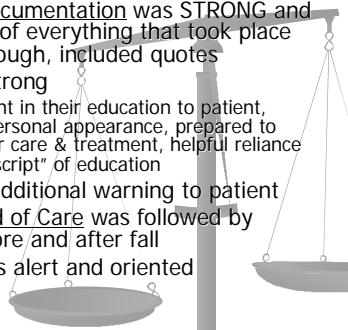 cumentation was STRONG and
of everything that took place
ough, included quotes
rong
nt in their education to patient,
ersonal appearance, prepared to
r care & treatment, helpful reliance
script" of education
dditional warning to patient
d of Care was followed by
ore and after fall
s alert and oriented